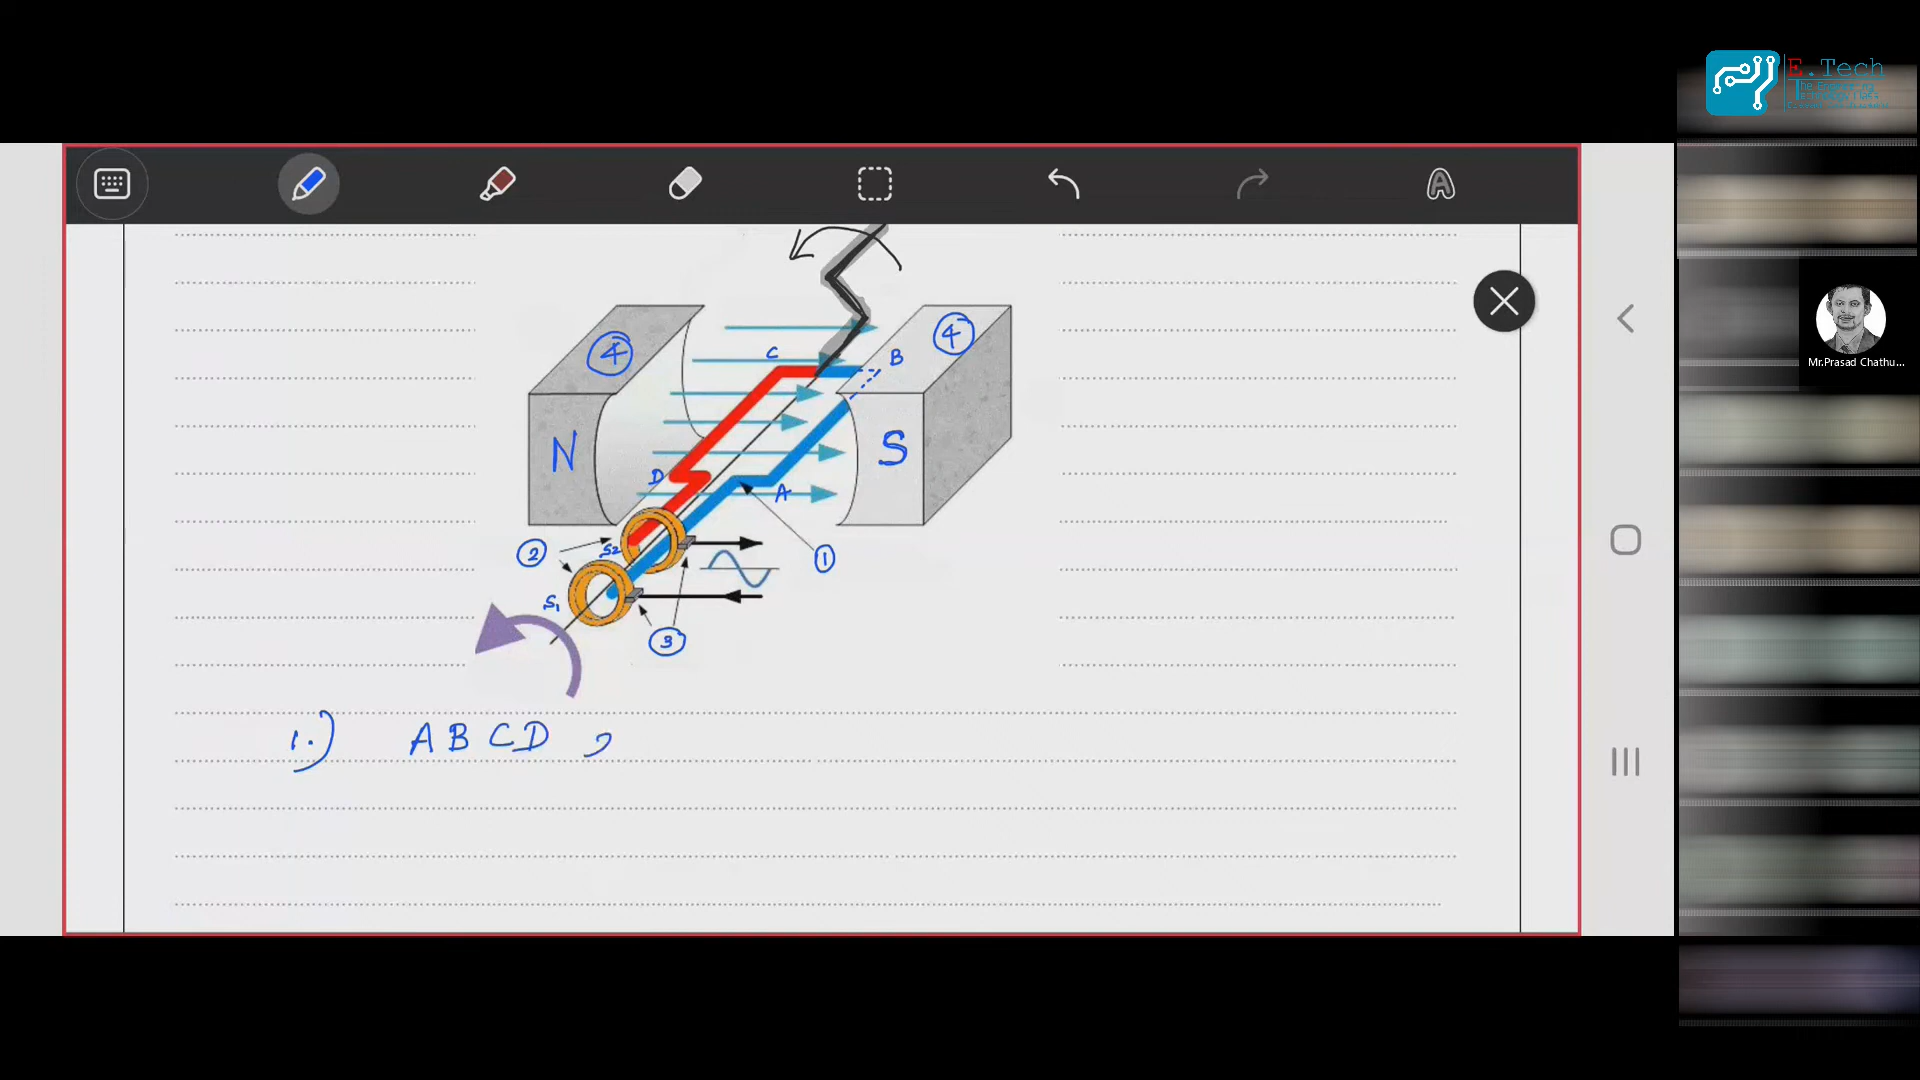 E.Tech
4
4
C
B
N
S
D
A
2
S2
1
S1
3
1.) A B C D
Mr.Prasad Chathu...